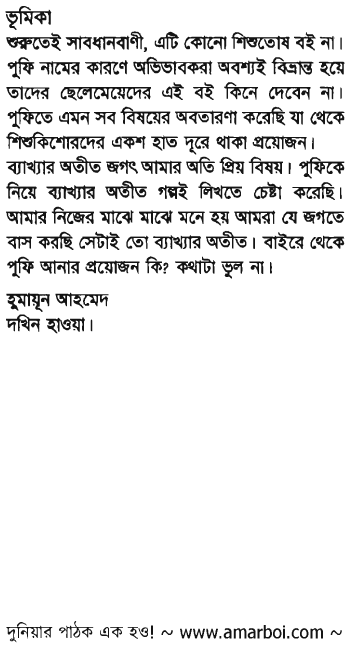 ভূমিকা
শুরুতেই সাবধানবাণী, এটি কোনো শিশুতোষ বই না।
পুফি নামের কারণে অভিভাবকরা অবশ্যই বিভ্রান্ত হয়ে
তাদের ছেলেমেয়েদের এই বই কিনে দেবেন না।
পুফিতে এমন সব বিষয়ের অবতারণা করেছি যা থেকে
শিশুকিশোরদের একশ হাত দূরে থাকা প্রয়োজন।
ব্যাখ্যার অতীত জগৎ আমার অতি প্রিয় বিষয়। পুফিকে
নিয়ে ব্যাখ্যার অতীত গল্পই লিখতে চেষ্টা করেছি।
আমার নিজের মাঝে মাঝে মনে হয় আমরা যে জগতে
বাস করছি সেটাই তো ব্যাখ্যার অতীত। বাইরে থেকে
পুফি আনার প্রয়োজন কি? কথাটা ভুল না।
হুমায়ূন আহমেদ
দখিন হাওয়া।
দুনিয়ার পাঠক এক হও! ~ www.amarboi.com ~